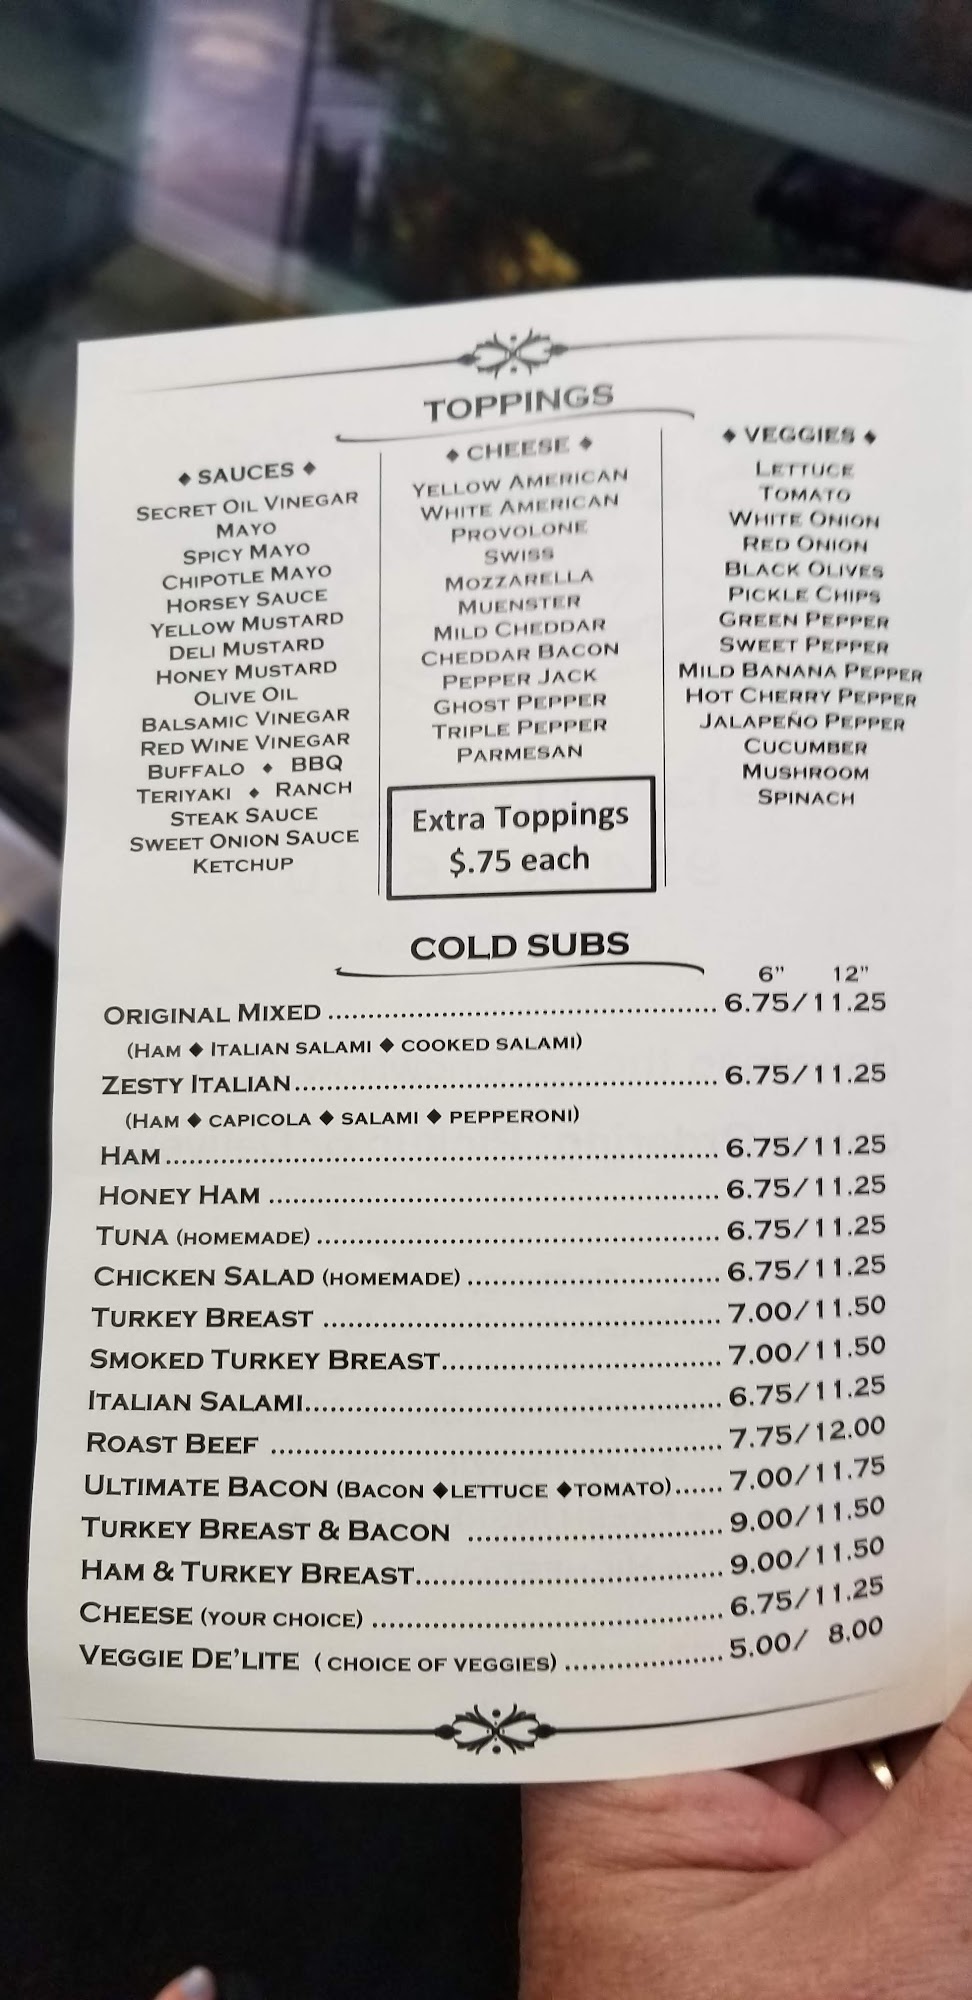 TOPPINGS
◆ SAUCES ◆
SECRET OIL VINEGAR
MAYO
SPICY MAYO
CHIPOTLE MAYO
HORSEY SAUCE
YELLOW MUSTARD
DELI MUSTARD
HONEY MUSTARD
OLIVE OIL
BALSAMIC VINEGAR
RED WINE VINEGAR
BUFFALO ◆ BBQ
TERIYAKI ◆ RANCH
STEAK SAUCE
SWEET ONION SAUCE
KETCHUP
◆ CHEESE ◆
YELLOW AMERICAN
WHITE AMERICAN
PROVOLONE
SWISS
MOZZARELLA
MUENSTER
MILD CHEDDAR
CHEDDAR BACON
PEPPER JACK
GHOST PEPPER
TRIPLE PEPPER
PARMESAN
Extra Toppings
$.75 each
◆ VEGGIES ◆
LETTUCE
TOMATO
WHITE ONION
RED ONION
BLACK OLIVES
PICKLE CHIPS
GREEN PEPPER
SWEET PEPPER
MILD BANANA PEPPER
HOT CHERRY PEPPER
JALAPEÑO PEPPER
CUCUMBER
MUSHROOM
SPINACH
COLD SUBS
6" 12"
ORIGINAL MIXED ........ 6.75/11.25
(HAM ◆ ITALIAN SALAMI ◆ COOKED SALAMI)
ZESTY ITALIAN........ 6.75/11.25
(HAM ◆ CAPICOLA ◆ SALAMI ◆ PEPPERONI)
HAM........ 6.75/11.25
HONEY HAM ........ 6.75/11.25
TUNA (HOMEMADE) ........ 6.75/11.25
CHICKEN SALAD (HOMEMADE) ........ 6.75/11.25
TURKEY BREAST ........ 7.00/11.50
SMOKED TURKEY BREAST........ 7.00/11.50
ITALIAN SALAMI........ 6.75/11.25
ROAST BEEF ........ 7.75/12.00
ULTIMATE BACON (BACON ◆LETTUCE ◆TOMATO)...... 7.00/11.75
TURKEY BREAST & BACON ........ 9.00/11.50
HAM & TURKEY BREAST........ 9.00/11.50
CHEESE (YOUR CHOICE) ........ 6.75/11.25
VEGGIE DE'LITE ( CHOICE OF VEGGIES) ........ 5.00/ 8.00